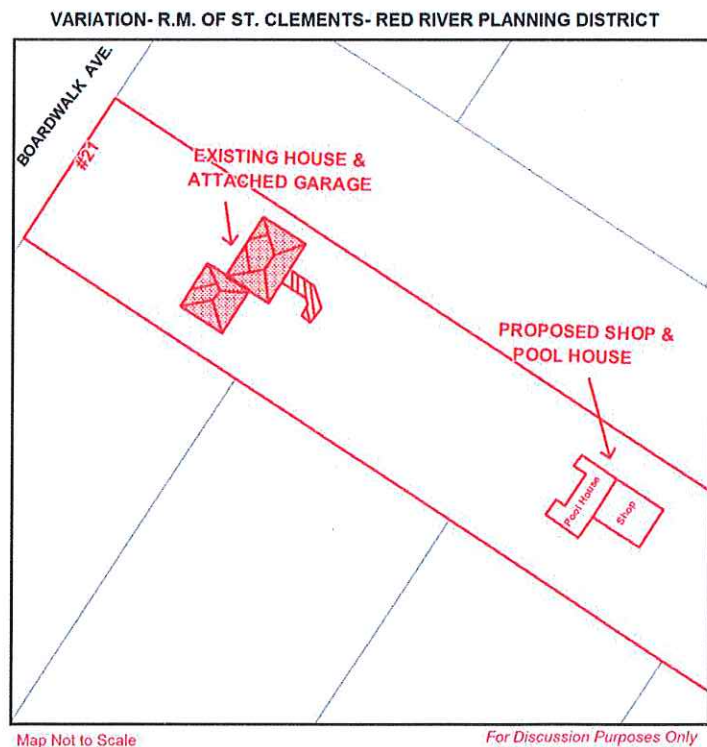 VARIATION- R.M. OF ST. CLEMENTS- RED RIVER PLANNING DISTRICT
BOARDWALK AVE.
#21
EXISTING HOUSE &
ATTACHED GARAGE
PROPOSED SHOP &
POOL HOUSE
Pool House
Shop
Map Not to Scale
For Discussion Purposes Only